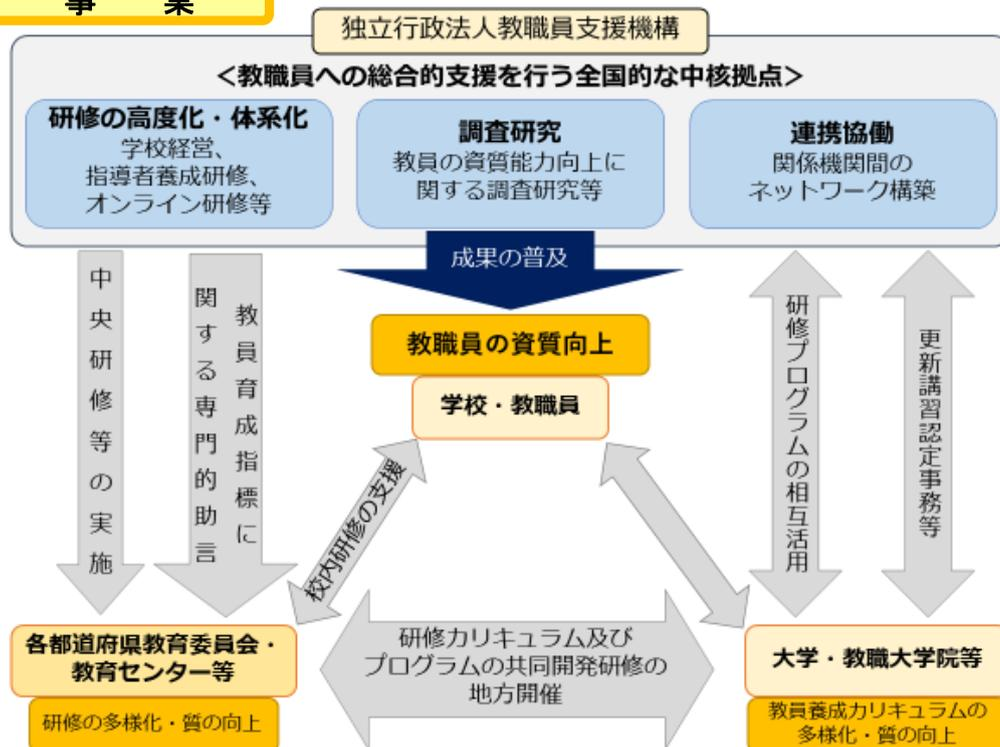 事業
独立行政法人教職員支援機構
＜教職員への総合的支援を行う全国的な中核拠点＞
研修の高度化・体系化
学校経営、
指導者養成研修、
オンライン研修等
調査研究
教員の資質能力向上に
関する調査研究等
連携協働
関係機関間の
ネットワーク構築
成果の普及
中央研修等の実施
教員育成指標に
関する専門的助言
教職員の資質向上
学校・教職員
研修プログラムの相互活用
更新講習認定事務等
校内研修の支援
各都道府県教育委員会・
教育センター等
研修の多様化・質の向上
研修カリキュラム及び
プログラムの共同開発研修の
地方開催
大学・教職大学院等
教員養成カリキュラムの
多様化・質の向上